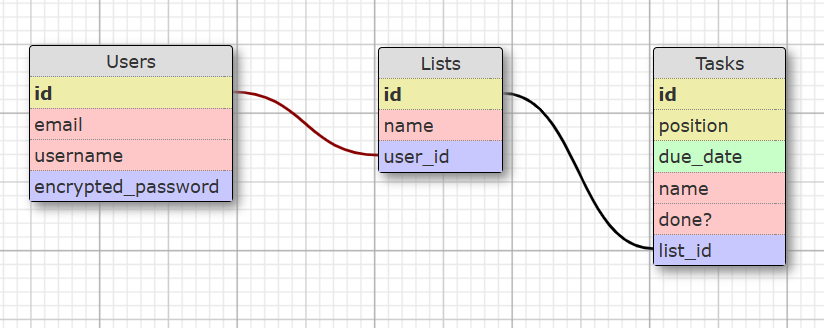 Users
id
email
username
encrypted_password
Lists
id
name
user_id
Tasks
id
position
due_date
name
done?
list_id